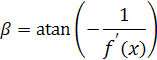 β = atan(−1/f′(x))